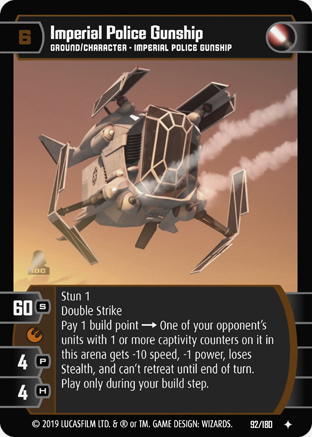 6
Imperial Police Gunship
GROUND/CHARACTER - IMPERIAL POLICE GUNSHIP
100
60 S
4 P
4 H
Stun 1
Double Strike
Pay 1 build point → One of your opponent's
units with 1 or more captivity counters on it in
this arena gets -10 speed, -1 power, loses
Stealth, and can't retreat until end of turn.
Play only during your build step.
© 2019 LUCASFILM LTD. & ® or TM. GAME DESIGN: WIZARDS.
92/180